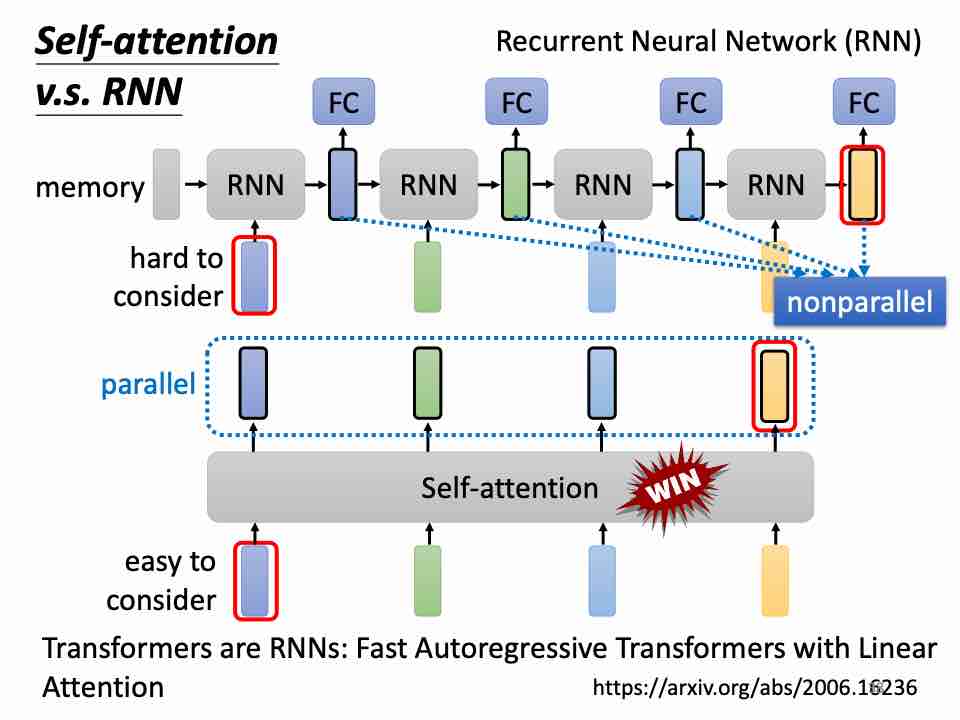 Self-attention
v.s. RNN
Recurrent Neural Network (RNN)
FC FC FC FC
memory RNN RNN RNN RNN
hard to
consider
nonparallel
parallel
Self-attention WIN
easy to
consider
Transformers are RNNs: Fast Autoregressive Transformers with Linear
Attention
https://arxiv.org/abs/2006.16236